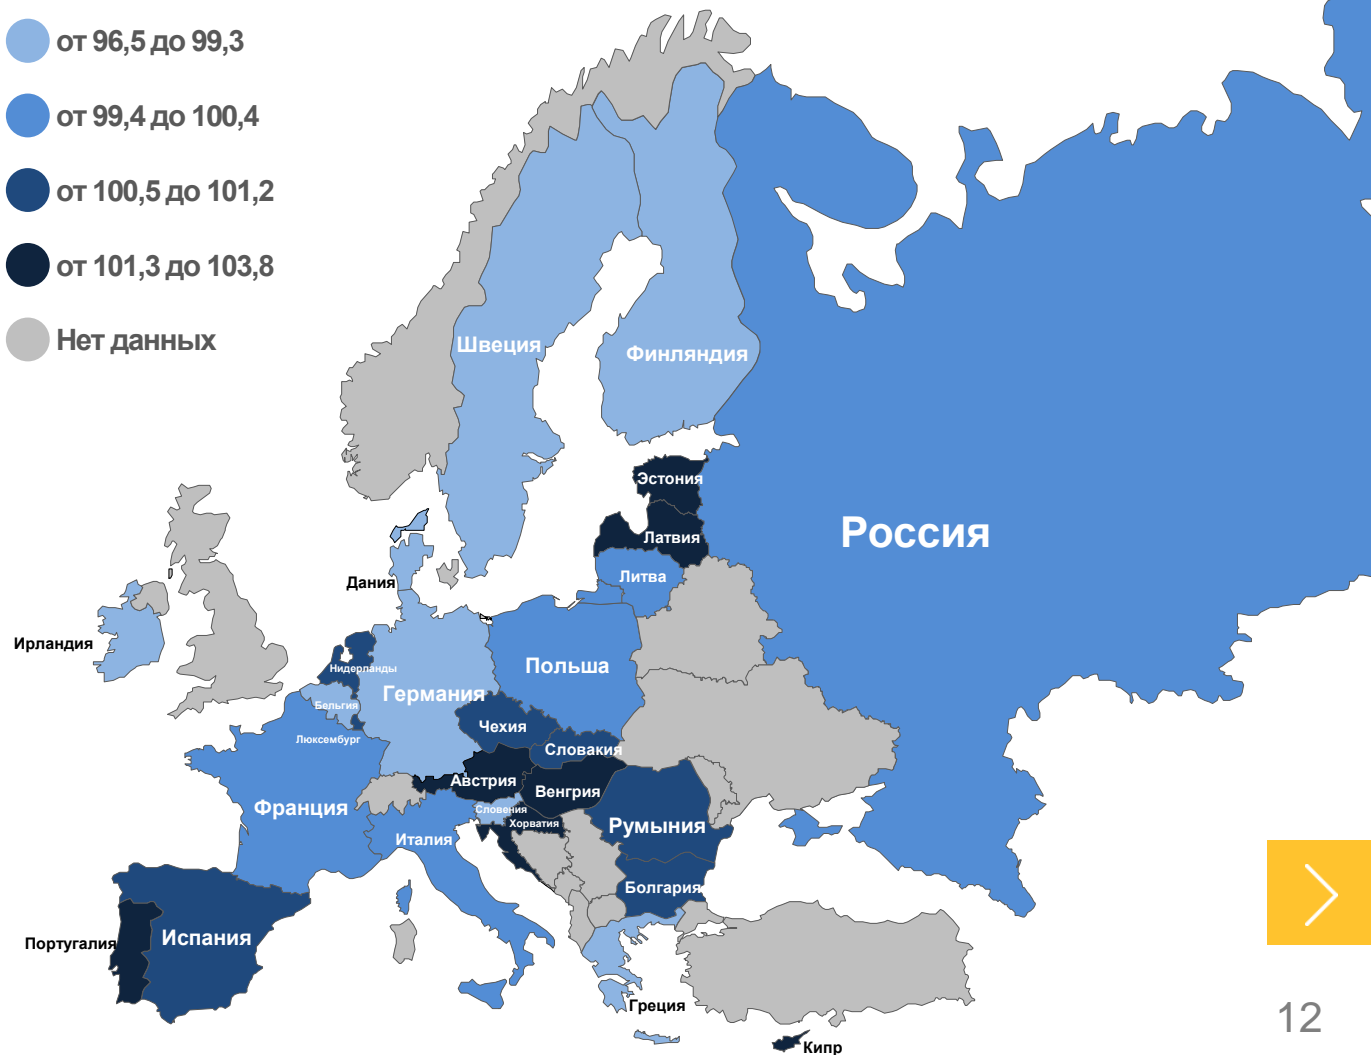 от 96,5 до 99,3
от 99,4 до 100,4
от 100,5 до 101,2
от 101,3 до 103,8
Нет данных
Швеция
Финляндия
Эстония
Россия
Латвия
Литва
Дания
Ирландия
Нидерланды
Польша
Германия
Бельгия
Чехия
Люксембург
Словакия
Австрия
Венгрия
Франция
Словения
Хорватия
Румыния
Италия
Болгария
Испания
Португалия
Греция
12
Кипр